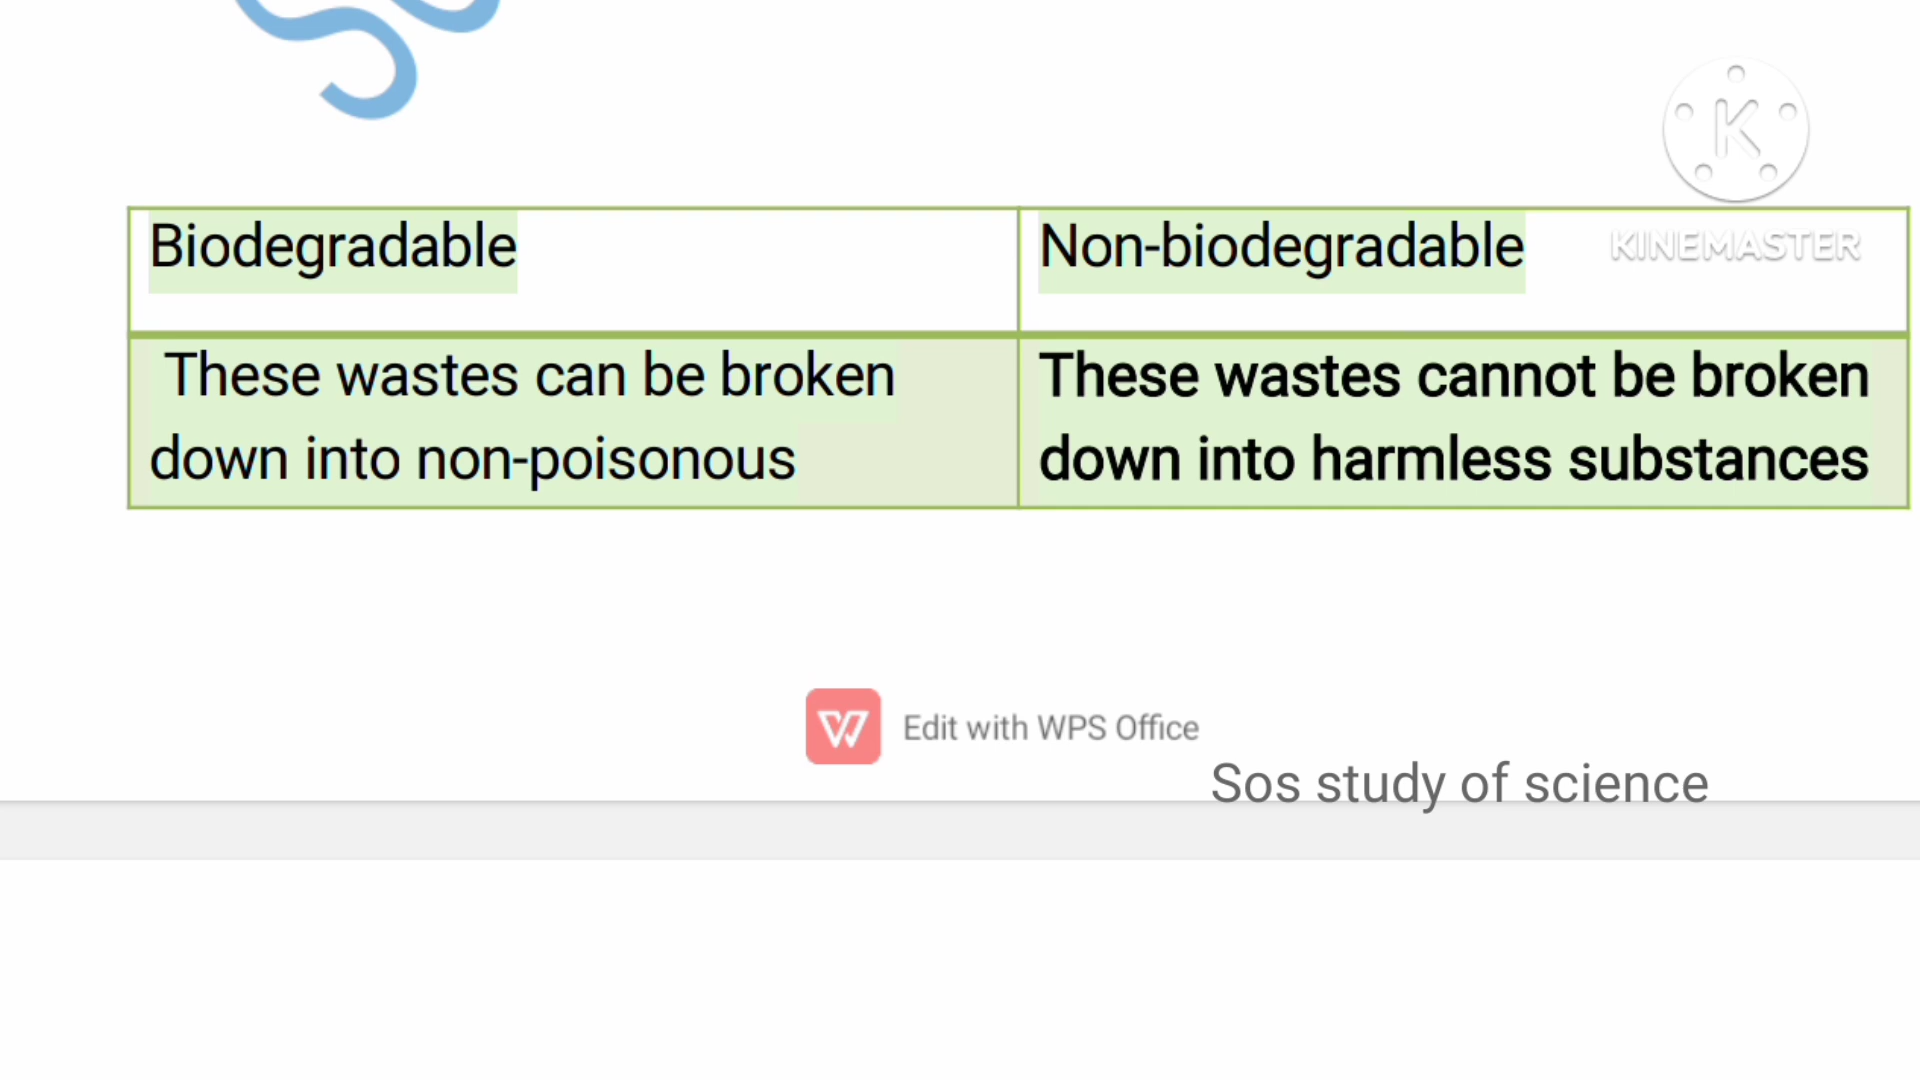 K
KINEMASTER
Biodegradable
Non-biodegradable
These wastes can be broken
down into non-poisonous
These wastes cannot be broken
down into harmless substances
Edit with WPS Office
Sos study of science